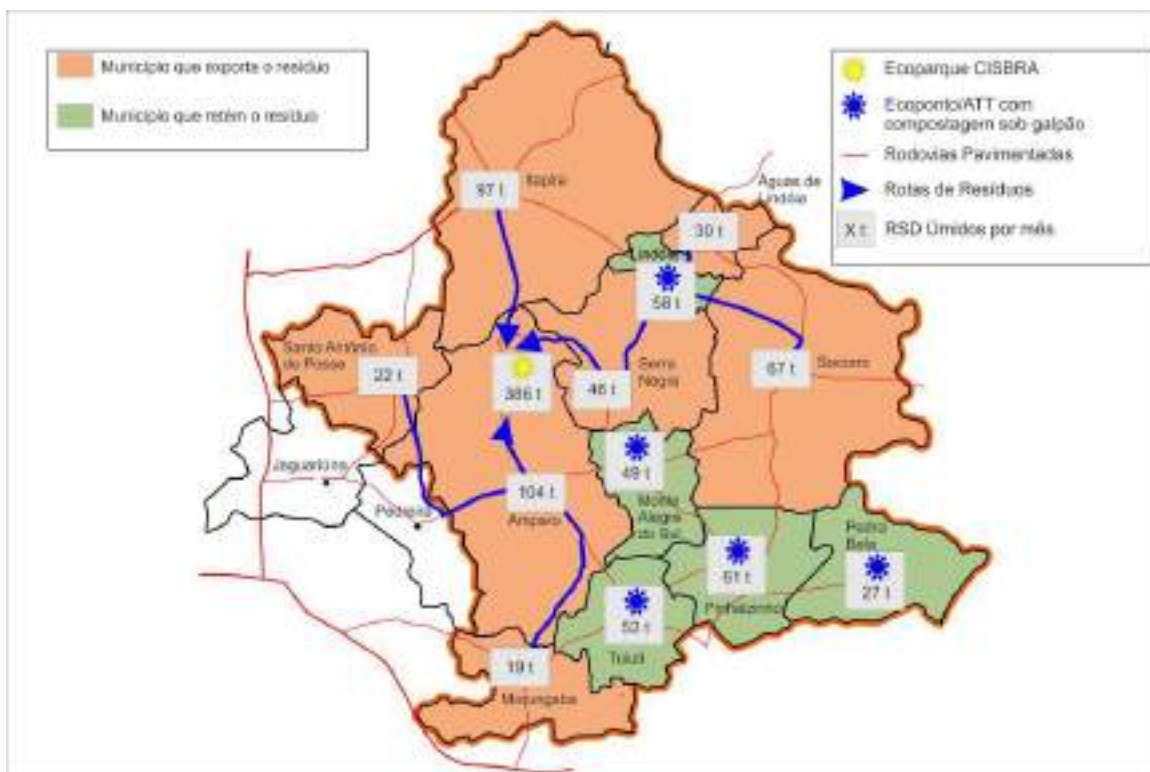 Município que exporta o resíduo
Município que retém o resíduo
Ecoparque CISBRA
Ecoponto/ATT com
compostagem sob galpão
Rodovias Pavimentadas
Rotas de Resíduos
X t
RSD Úmidos por mês
Itapira
97 t
Águas de
Lindóia
30 t
Lindóia
58 t
Santo Antônio
de Posse
22 t
386 t
46 t
Serra
Negra
67 t
Socorro
Jaguariúna
Pedreira
49 t
104 t
Amparo
Monte
Alegre
do Sul
Pedra
Bela
61 t
27 t
Pinhalzinho
52 t
Tuiuti
19 t
Morungaba